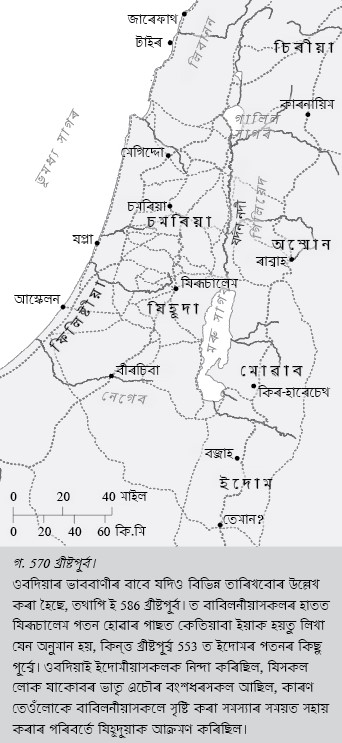 জাৰেফাথ
টাইৰ
লিবানন
চিৰীয়া
কাৰনায়িম
গালিল
সাগৰ
ভূমধ্য সাগৰ
মেগিদ্দো
চমৰিয়া
চমৰিয়া
যৰ্দন নদী
গিলিয়েদ
যপ্পা
অম্মোন
ৰাব্বাহ
যিৰূচালেম
আস্কেলন
ফিলিষ্টীয়া
যিহূদা
মৰু সাগৰ
মোৱাব
বীৰচিবা
কিৰ-হাৰেচেথ
নেগেব
বজ্ৰাহ
ইদোম
0 20 40 মাইল
0 20 40 60 কি.মি
তেমান?
গ. 570 খ্ৰীষ্টপূৰ্ব।
ওবদিয়াৰ ভাববাণীৰ বাবে যদিও বিভিন্ন তাৰিখবোৰ উল্লেখ
কৰা হৈছে, তথাপি ই 586 খ্ৰীষ্টপূৰ্ব। ত বাবিলনীয়াসকলৰ হাতত
যিৰূচালেম পতন হোৱাৰ পাছত কেতিয়াবা ইয়াক হয়তু লিখা
যেন অনুমান হয়, কিন্ত্ত খ্ৰীষ্টপূৰ্ব্ব 553 ত ইদোমৰ পতনৰ কিছু
পূৰ্ব্বে। ওবদিয়াই ইদোমীয়াসকলক নিন্দা কৰিছিল, যিসকল
লোক যাকোবৰ ভাতৃ এচৌৰ বংশধৰসকল আছিল, কাৰণ
তেওঁলোকে বাবিলনীয়াসকলে সৃষ্টি কৰা সমস্যাৰ সময়ত সহায়
কৰাৰ পৰিবৰ্তে যিহূদুয়াক আক্ৰমণ কৰিছিল।